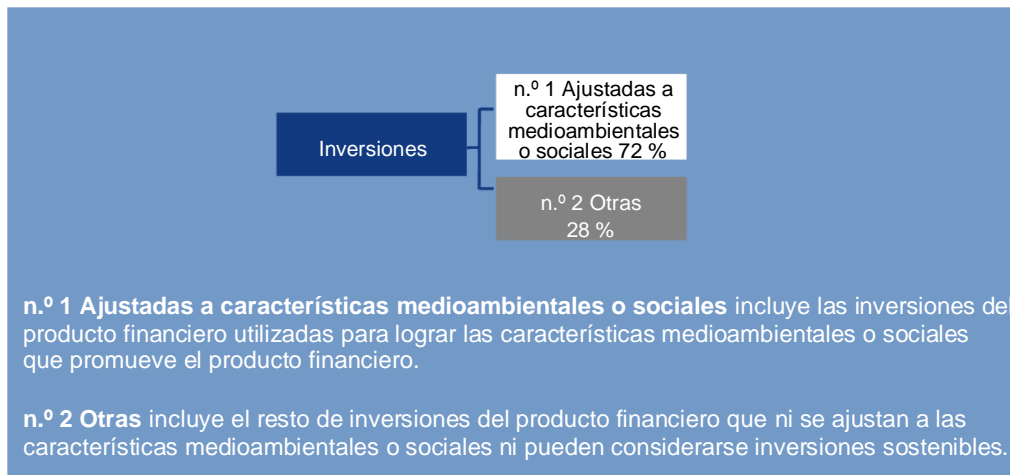 Inversiones
n.º 1 Ajustadas a
características
medioambientales
o sociales 72 %
n.º 2 Otras
28 %
n.º 1 Ajustadas a características medioambientales o sociales incluye las inversiones del
producto financiero utilizadas para lograr las características medioambientales o sociales
que promueve el producto financiero.
n.º 2 Otras incluye el resto de inversiones del producto financiero que ni se ajustan a las
características medioambientales o sociales ni pueden considerarse inversiones sostenibles.